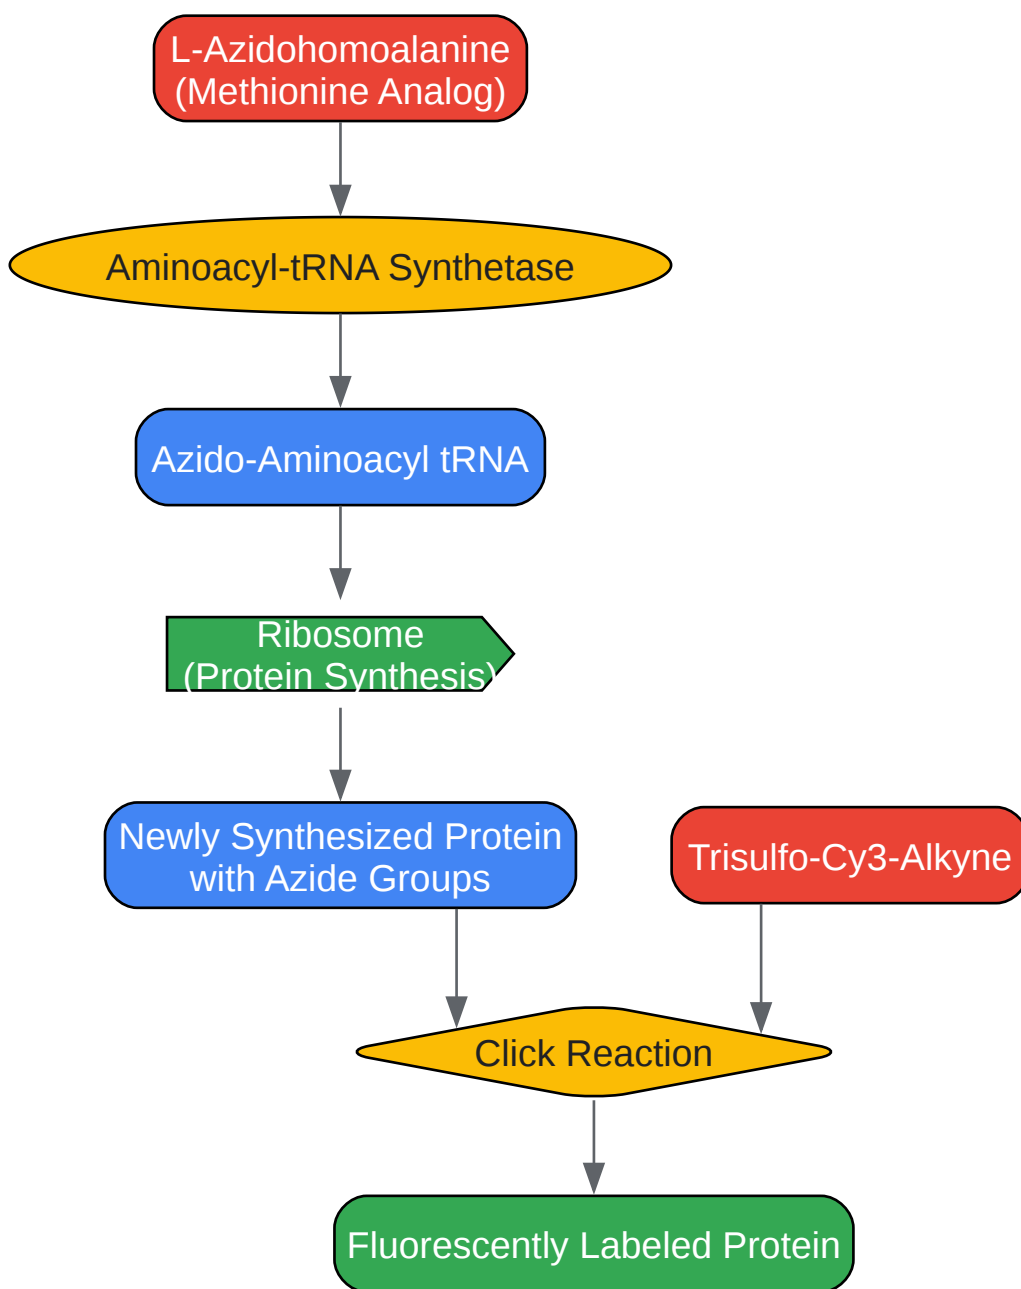 L-Azidohomoalanine
(Methionine Analog)
Aminoacyl-tRNA Synthetase
Azido-Aminoacyl tRNA
Ribosome
(Protein Synthesis)
Newly Synthesized Protein
with Azide Groups
Trisulfo-Cy3-Alkyne
Click Reaction
Fluorescently Labeled Protein